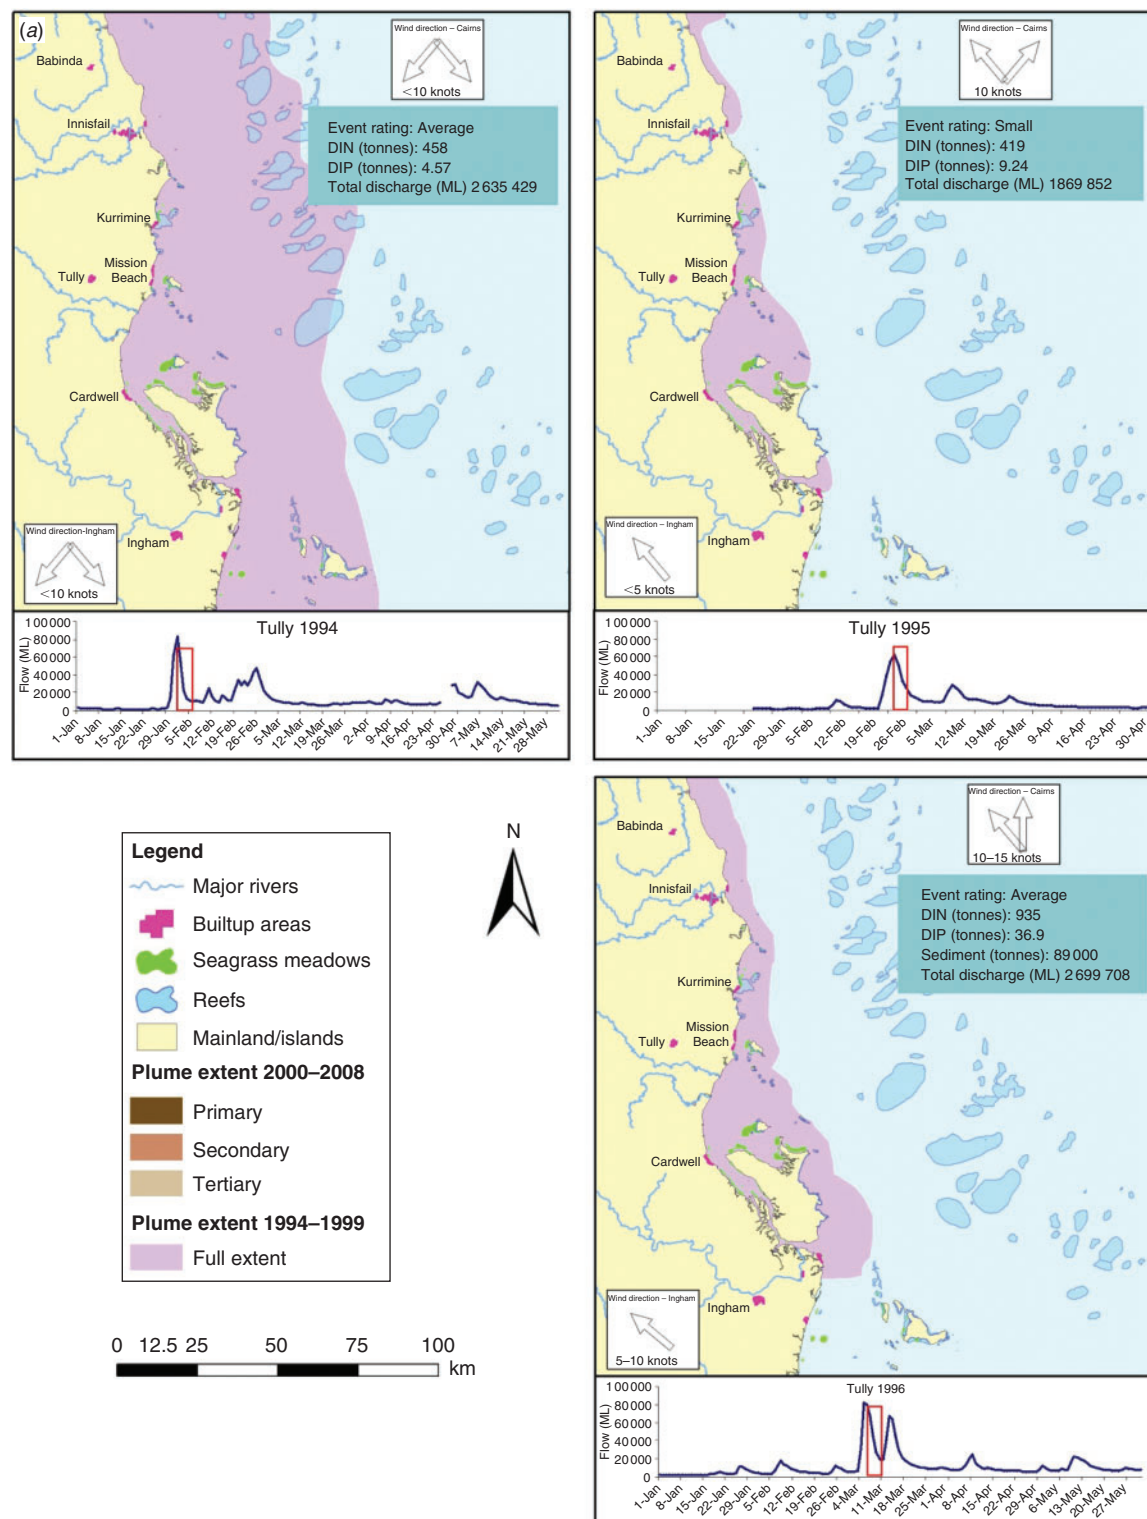 (a)
Wind direction – Cairns
<10 knots
Babinda
Innisfail
Event rating: Average
DIN (tonnes): 458
DIP (tonnes): 4.57
Total discharge (ML) 2 635 429
Kurrimine
Mission
Beach
Tully
Cardwell
Wind direction-Ingham
<10 knots
Ingham
Tully 1994
Flow (ML)
100 000
80 000
60 000
40 000
20 000
0
1-Jan 8-Jan 15-Jan 22-Jan 29-Jan 5-Feb 12-Feb 19-Feb 26-Feb 5-Mar 12-Mar 19-Mar 26-Mar 2-Apr 9-Apr 16-Apr 23-Apr 30-Apr 7-May 14-May 21-May 28-May
Wind direction – Cairns
10 knots
Babinda
Innisfail
Event rating: Small
DIN (tonnes): 419
DIP (tonnes): 9.24
Total discharge (ML) 1869 852
Kurrimine
Mission
Beach
Tully
Cardwell
Wind direction – Ingham
<5 knots
Ingham
Tully 1995
Flow (ML)
100 000
80 000
60 000
40 000
20 000
0
1-Jan 8-Jan 15-Jan 22-Jan 29-Jan 5-Feb 12-Feb 19-Feb 26-Feb 5-Mar 12-Mar 19-Mar 26-Mar 9-Apr 16-Apr 23-Apr 30-Apr
Legend
Major rivers
Builtup areas
Seagrass meadows
Reefs
Mainland/islands
Plume extent 2000–2008
Primary
Secondary
Tertiary
Plume extent 1994–1999
Full extent
N
0 12.5 25 50 75 100
km
Wind direction – Cairns
10–15 knots
Babinda
Innisfail
Event rating: Average
DIN (tonnes): 935
DIP (tonnes): 36.9
Sediment (tonnes): 89 000
Total discharge (ML) 2 699 708
Kurrimine
Mission
Beach
Tully
Cardwell
Wind direction – Ingham
5–10 knots
Ingham
Tully 1996
Flow (ML)
100 000
80 000
60 000
40 000
20 000
0
1-Jan 8-Jan 15-Jan 22-Jan 29-Jan 5-Feb 12-Feb 19-Feb 26-Feb 4-Mar 11-Mar 18-Mar 25-Mar 1-Apr 8-Apr 15-Apr 22-Apr 29-Apr 6-May 13-May 20-May 27-May